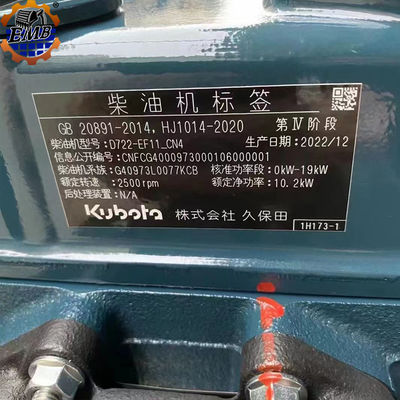 EMB
柴油机标签
GB 20891-2014, HJ1014-2020 第Ⅳ阶段
柴油机型号: D722-EF11_CN4 生产日期: 2022/12
信息公开编号: CNFCG4000973000106000001
柴油机系族: G40973L0077KCB 核准功率段: 0kW-19kW
额定转速: 2500rpm 额定净功率: 10.2kW
后处理装置: N/A
Kubota 株式会社 久保田
1H173-1